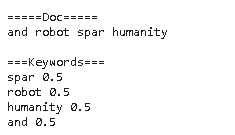 =====Doc=====
and robot spar humanity

===Keywords===
spar 0.5
robot 0.5
humanity 0.5
and 0.5